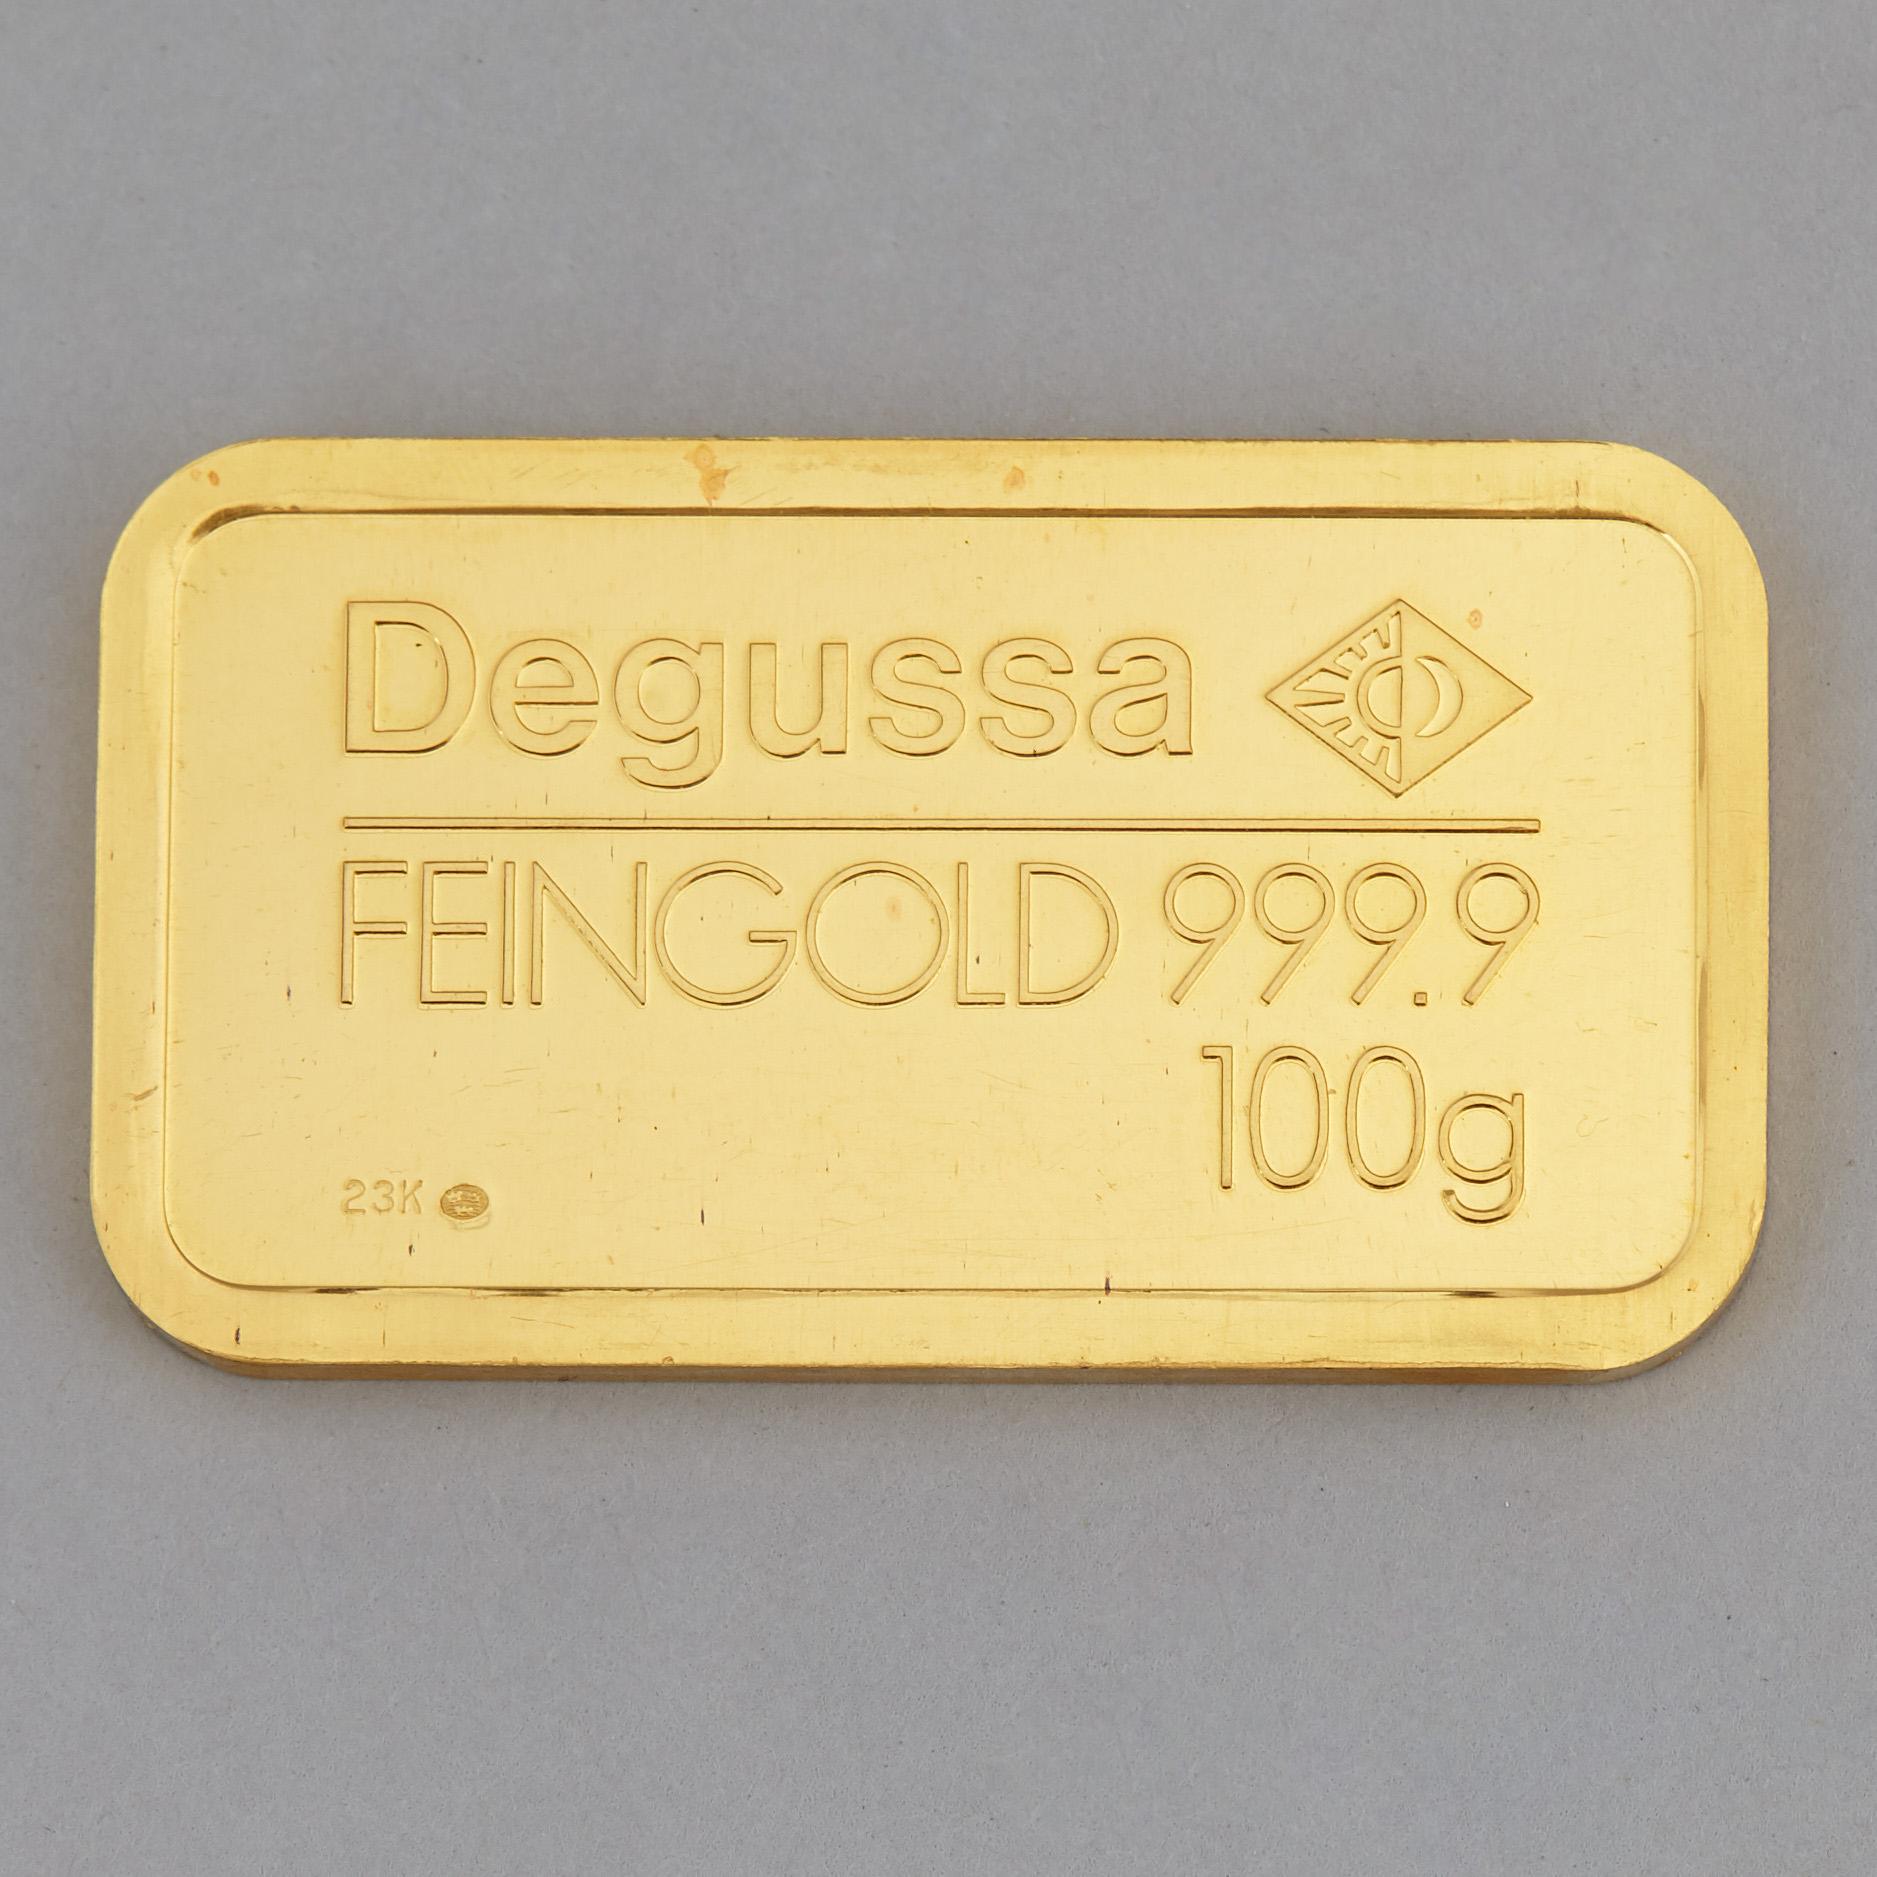 Degussa
FEINGOLD 999.9
100g
23K